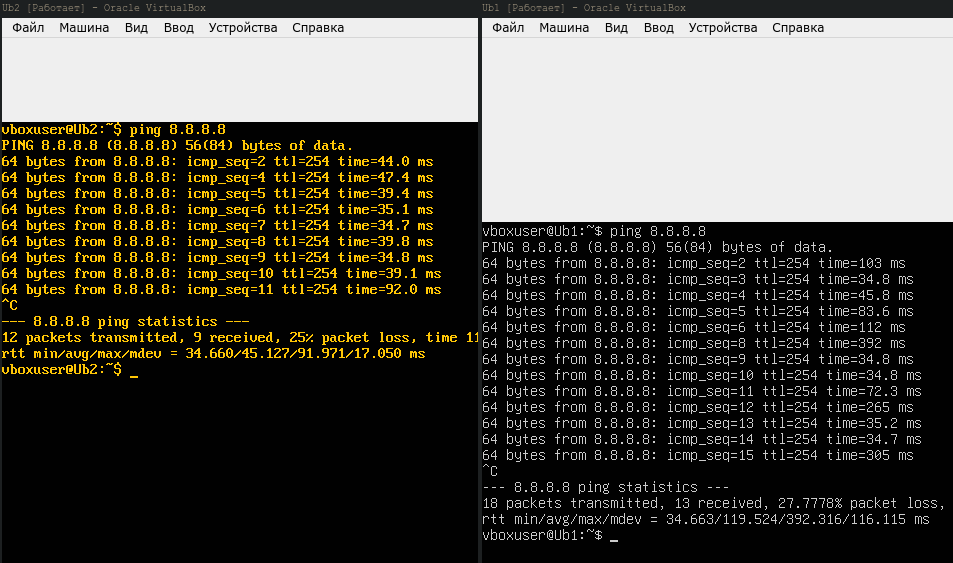 Ub2 [Работает] - Oracle VirtualBox
Файл Машина Вид Ввод Устройства Справка
vboxuser@Ub2:~$ ping 8.8.8.8
PING 8.8.8.8 (8.8.8.8) 56(84) bytes of data.
64 bytes from 8.8.8.8: icmp_seq=2 ttl=254 time=44.0 ms
64 bytes from 8.8.8.8: icmp_seq=4 ttl=254 time=47.4 ms
64 bytes from 8.8.8.8: icmp_seq=5 ttl=254 time=39.4 ms
64 bytes from 8.8.8.8: icmp_seq=6 ttl=254 time=35.1 ms
64 bytes from 8.8.8.8: icmp_seq=7 ttl=254 time=34.7 ms
64 bytes from 8.8.8.8: icmp_seq=8 ttl=254 time=39.8 ms
64 bytes from 8.8.8.8: icmp_seq=9 ttl=254 time=34.8 ms
64 bytes from 8.8.8.8: icmp_seq=10 ttl=254 time=39.1 ms
64 bytes from 8.8.8.8: icmp_seq=11 ttl=254 time=92.0 ms
^C
--- 8.8.8.8 ping statistics ---
12 packets transmitted, 9 received, 25% packet loss, time 11
rtt min/avg/max/mdev = 34.660/45.127/91.971/17.050 ms
vboxuser@Ub2:~$ _
Ub1 [Работает] - Oracle VirtualBox
Файл Машина Вид Ввод Устройства Справка
vboxuser@Ub1:~$ ping 8.8.8.8
PING 8.8.8.8 (8.8.8.8) 56(84) bytes of data.
64 bytes from 8.8.8.8: icmp_seq=2 ttl=254 time=103 ms
64 bytes from 8.8.8.8: icmp_seq=3 ttl=254 time=34.8 ms
64 bytes from 8.8.8.8: icmp_seq=4 ttl=254 time=45.8 ms
64 bytes from 8.8.8.8: icmp_seq=5 ttl=254 time=83.6 ms
64 bytes from 8.8.8.8: icmp_seq=6 ttl=254 time=112 ms
64 bytes from 8.8.8.8: icmp_seq=8 ttl=254 time=392 ms
64 bytes from 8.8.8.8: icmp_seq=9 ttl=254 time=34.8 ms
64 bytes from 8.8.8.8: icmp_seq=10 ttl=254 time=34.8 ms
64 bytes from 8.8.8.8: icmp_seq=11 ttl=254 time=72.3 ms
64 bytes from 8.8.8.8: icmp_seq=12 ttl=254 time=265 ms
64 bytes from 8.8.8.8: icmp_seq=13 ttl=254 time=35.2 ms
64 bytes from 8.8.8.8: icmp_seq=14 ttl=254 time=34.7 ms
64 bytes from 8.8.8.8: icmp_seq=15 ttl=254 time=305 ms
^C
--- 8.8.8.8 ping statistics ---
18 packets transmitted, 13 received, 27.7778% packet loss,
rtt min/avg/max/mdev = 34.663/119.524/392.316/116.115 ms
vboxuser@Ub1:~$ _